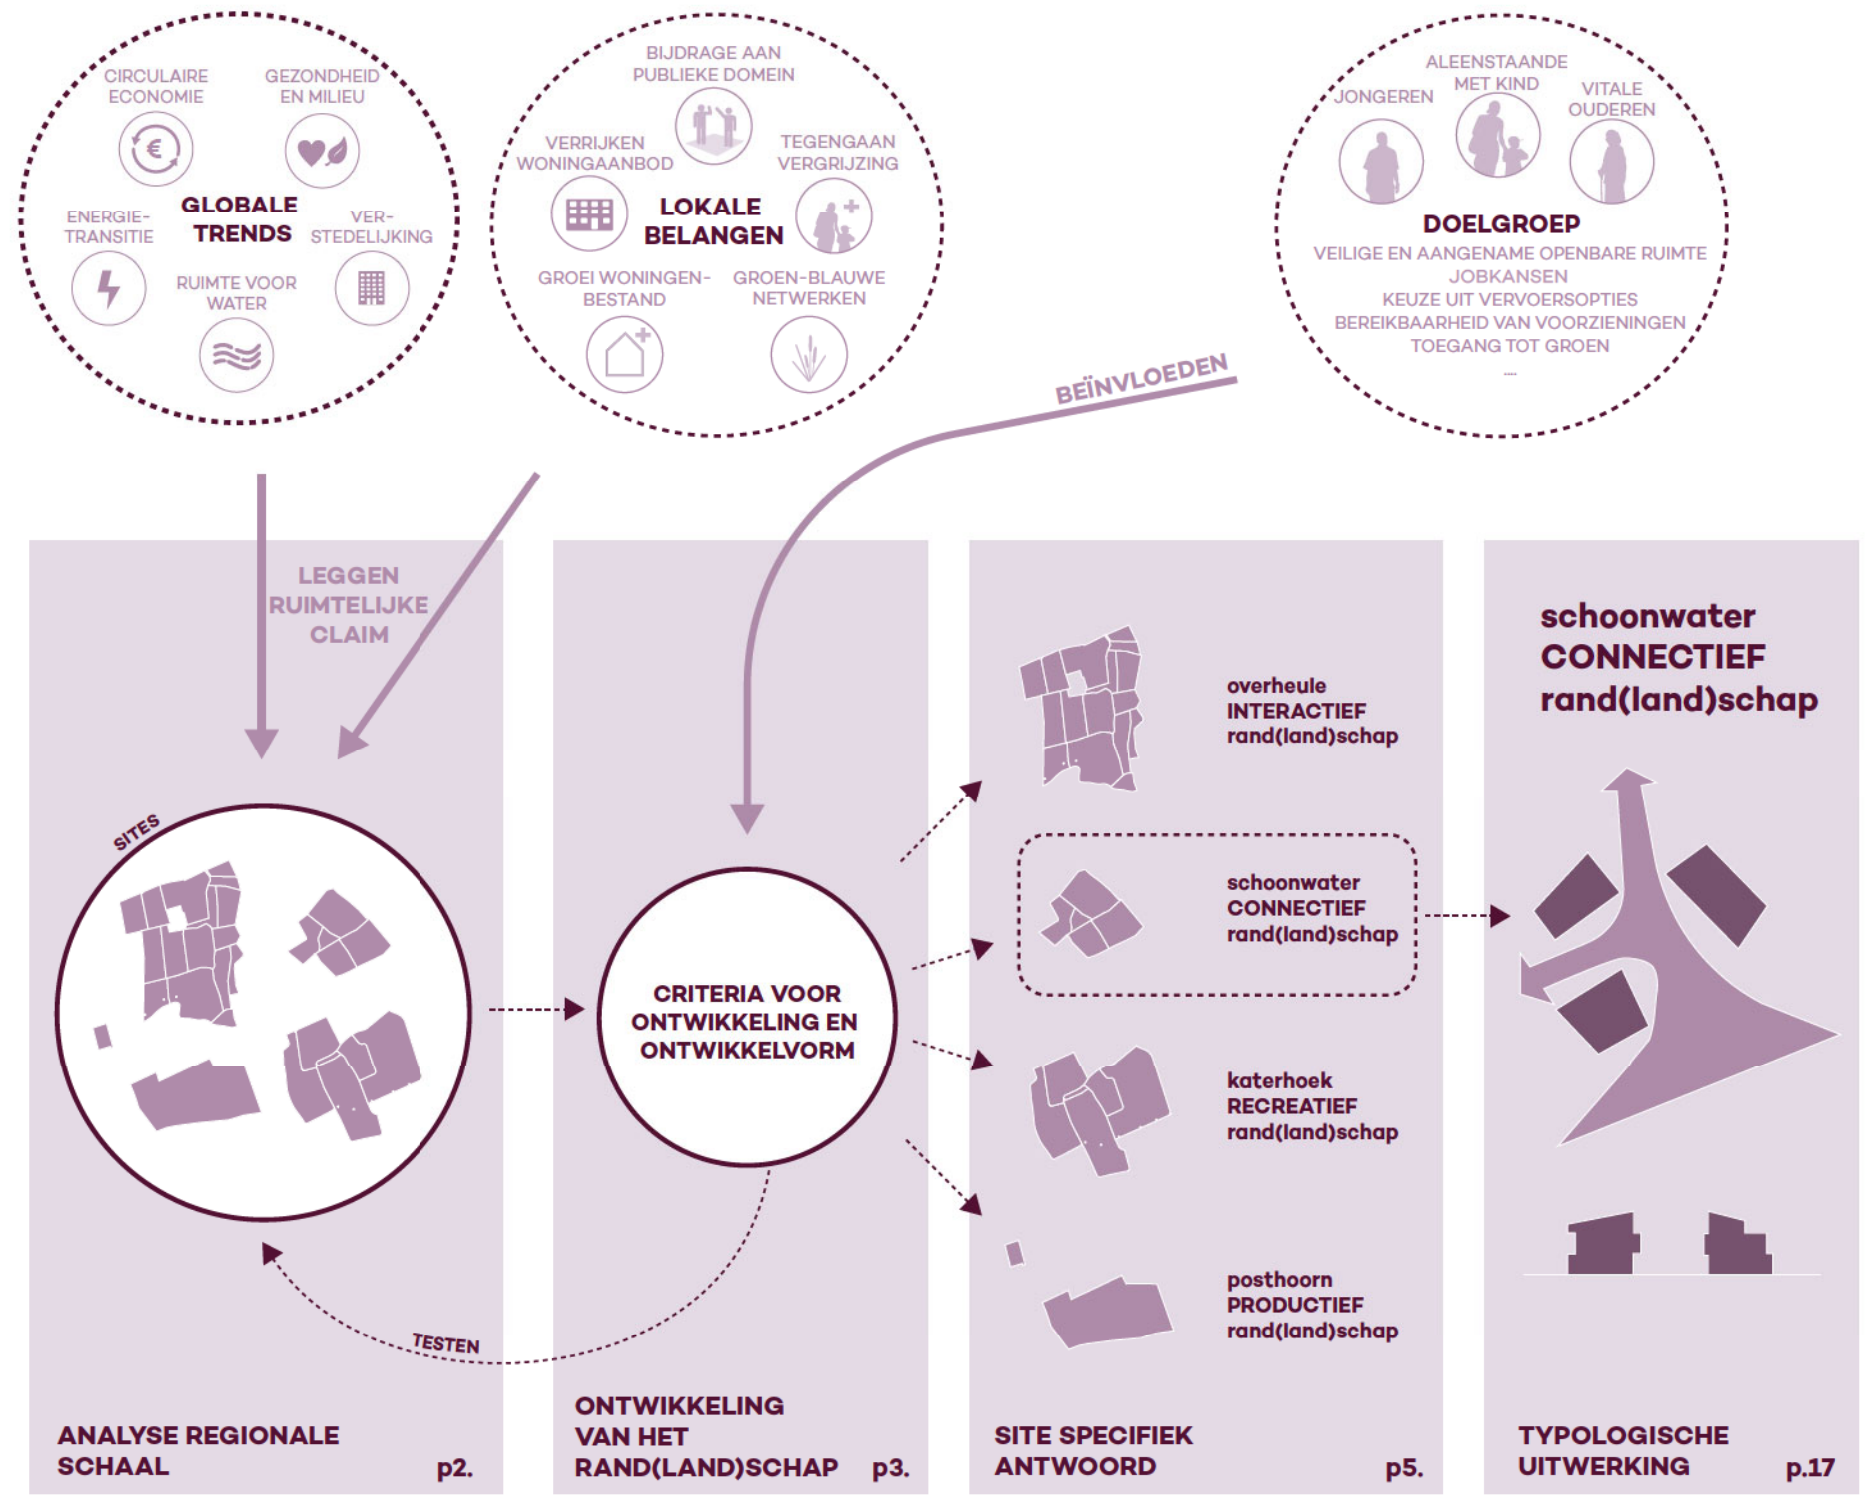 CIRCULAIRE
ECONOMIE
GEZONDHEID
EN MILIEU
€
GLOBALE
TRENDS
ENERGIE-
TRANSITIE
VER-
STEDELIJKING
RUIMTE VOOR
WATER
BIJDRAGE AAN
PUBLIEKE DOMEIN
VERRIJKEN
WONINGAANBOD
TEGENGAAN
VERGRIJZING
LOKALE
BELANGEN
GROEI WONINGEN-
BESTAND
GROEN-BLAUWE
NETWERKEN
JONGEREN
ALEENSTAANDE
MET KIND
VITALE
OUDEREN
DOELGROEP
VEILIGE EN AANGENAME OPENBARE RUIMTE
JOBKANSEN
KEUZE UIT VERVOERSOPTIES
BEREIKBAARHEID VAN VOORZIENINGEN
TOEGANG TOT GROEN
....
BEÏNVLOEDEN
LEGGEN
RUIMTELIJKE
CLAIM
SITES
TESTEN
ANALYSE REGIONALE
SCHAAL p2.
CRITERIA VOOR
ONTWIKKELING EN
ONTWIKKELVORM
ONTWIKKELING
VAN HET
RAND(LAND)SCHAP p3.
overheule
INTERACTIEF
rand(land)schap
schoonwater
CONNECTIEF
rand(land)schap
katerhoek
RECREATIEF
rand(land)schap
posthoorn
PRODUCTIEF
rand(land)schap
SITE SPECIFIEK
ANTWOORD p5.
schoonwater
CONNECTIEF
rand(land)schap
TYPOLOGISCHE
UITWERKING p.17